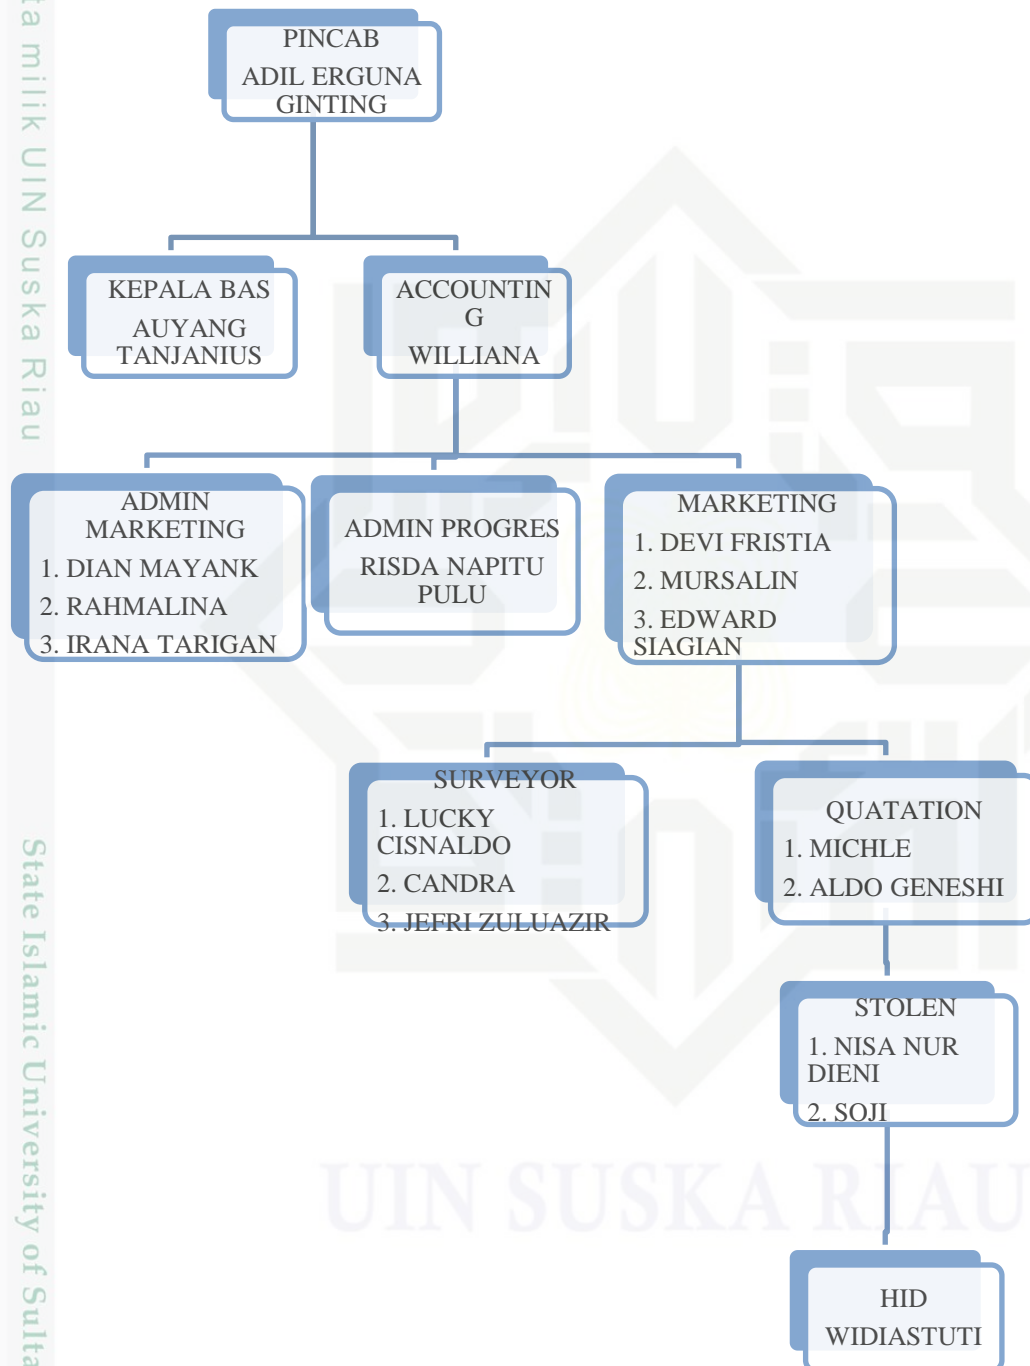 PINCAB
ADIL ERGUNA
GINTING
KEPALA BAS
AUYANG
TANJANIUS
ACCOUNTIN
G
WILLIANA
ADMIN
MARKETING
1. DIAN MAYANK
2. RAHMALINA
3. IRANA TARIGAN
ADMIN PROGRES
RISDA NAPITU
PULU
MARKETING
1. DEVI FRISTIA
2. MURSALIN
3. EDWARD
SIAGIAN
SURVEYOR
1. LUCKY
CISNALDO
2. CANDRA
3. JEFRI ZULUAZIR
QUATATION
1. MICHLE
2. ALDO GENESHI
STOLEN
1. NISA NUR
DIENI
2. SOJI
HID
WIDIASTUTI
UIN SUSKA RIAU
milik UIN Suska Riau
State Islamic University of